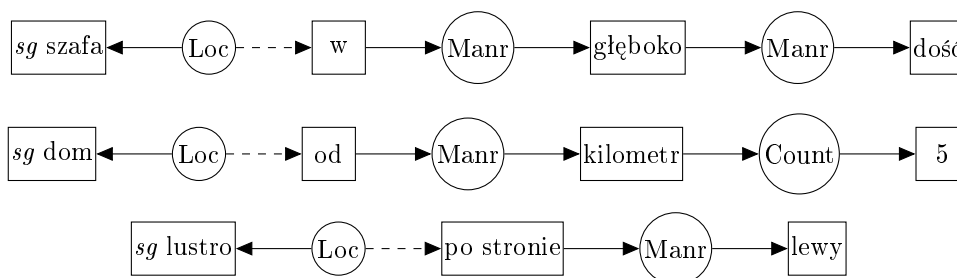 sg szafa Loc w Manr głęboko Manr dość
sg dom Loc od Manr kilometr Count 5
sg lustro Loc po stronie Manr lewy